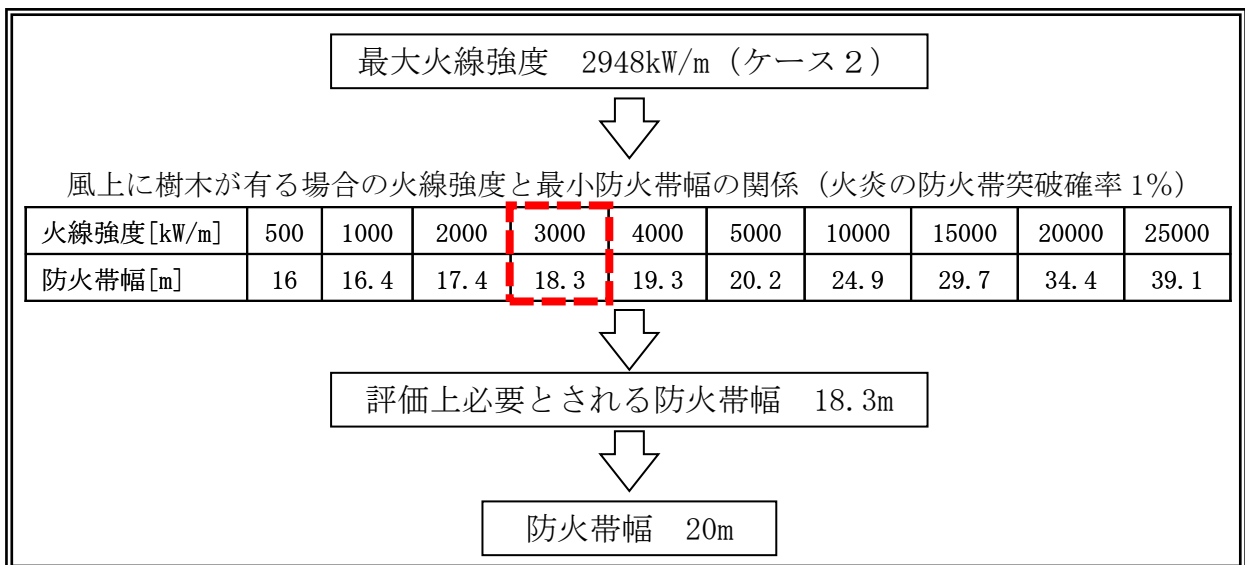 最大火線強度　2948kW/m（ケース２）
風上に樹木が有る場合の火線強度と最小防火帯幅の関係（火炎の防火帯突破確率 1%）
火線強度[kW/m] 500 1000 2000 3000 4000 5000 10000 15000 20000 25000
防火帯幅[m] 16 16.4 17.4 18.3 19.3 20.2 24.9 29.7 34.4 39.1
評価上必要とされる防火帯幅　18.3m
防火帯幅　20m